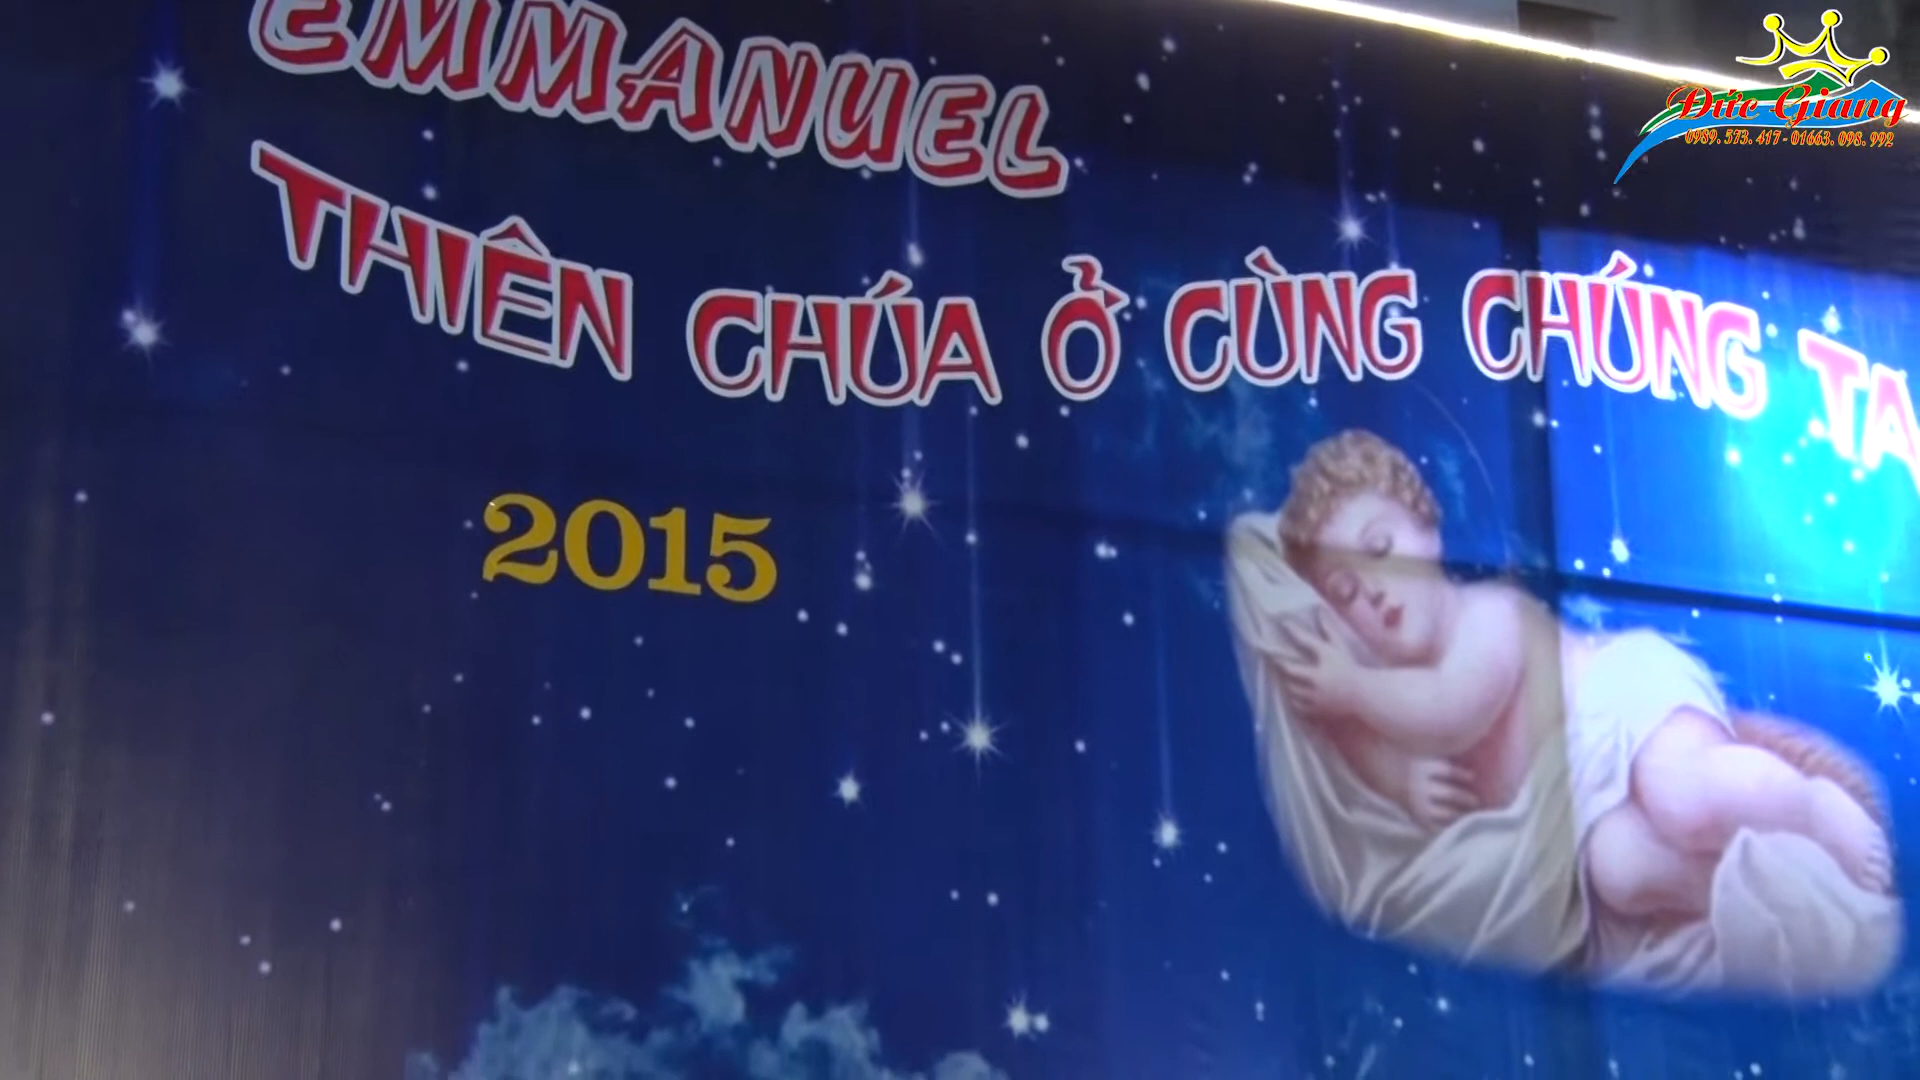 EMMANUEL
THIÊN CHÚA Ở CÙNG CHÚNG TA
2015
Đức Giang
0989. 573. 417 - 01663. 098. 992